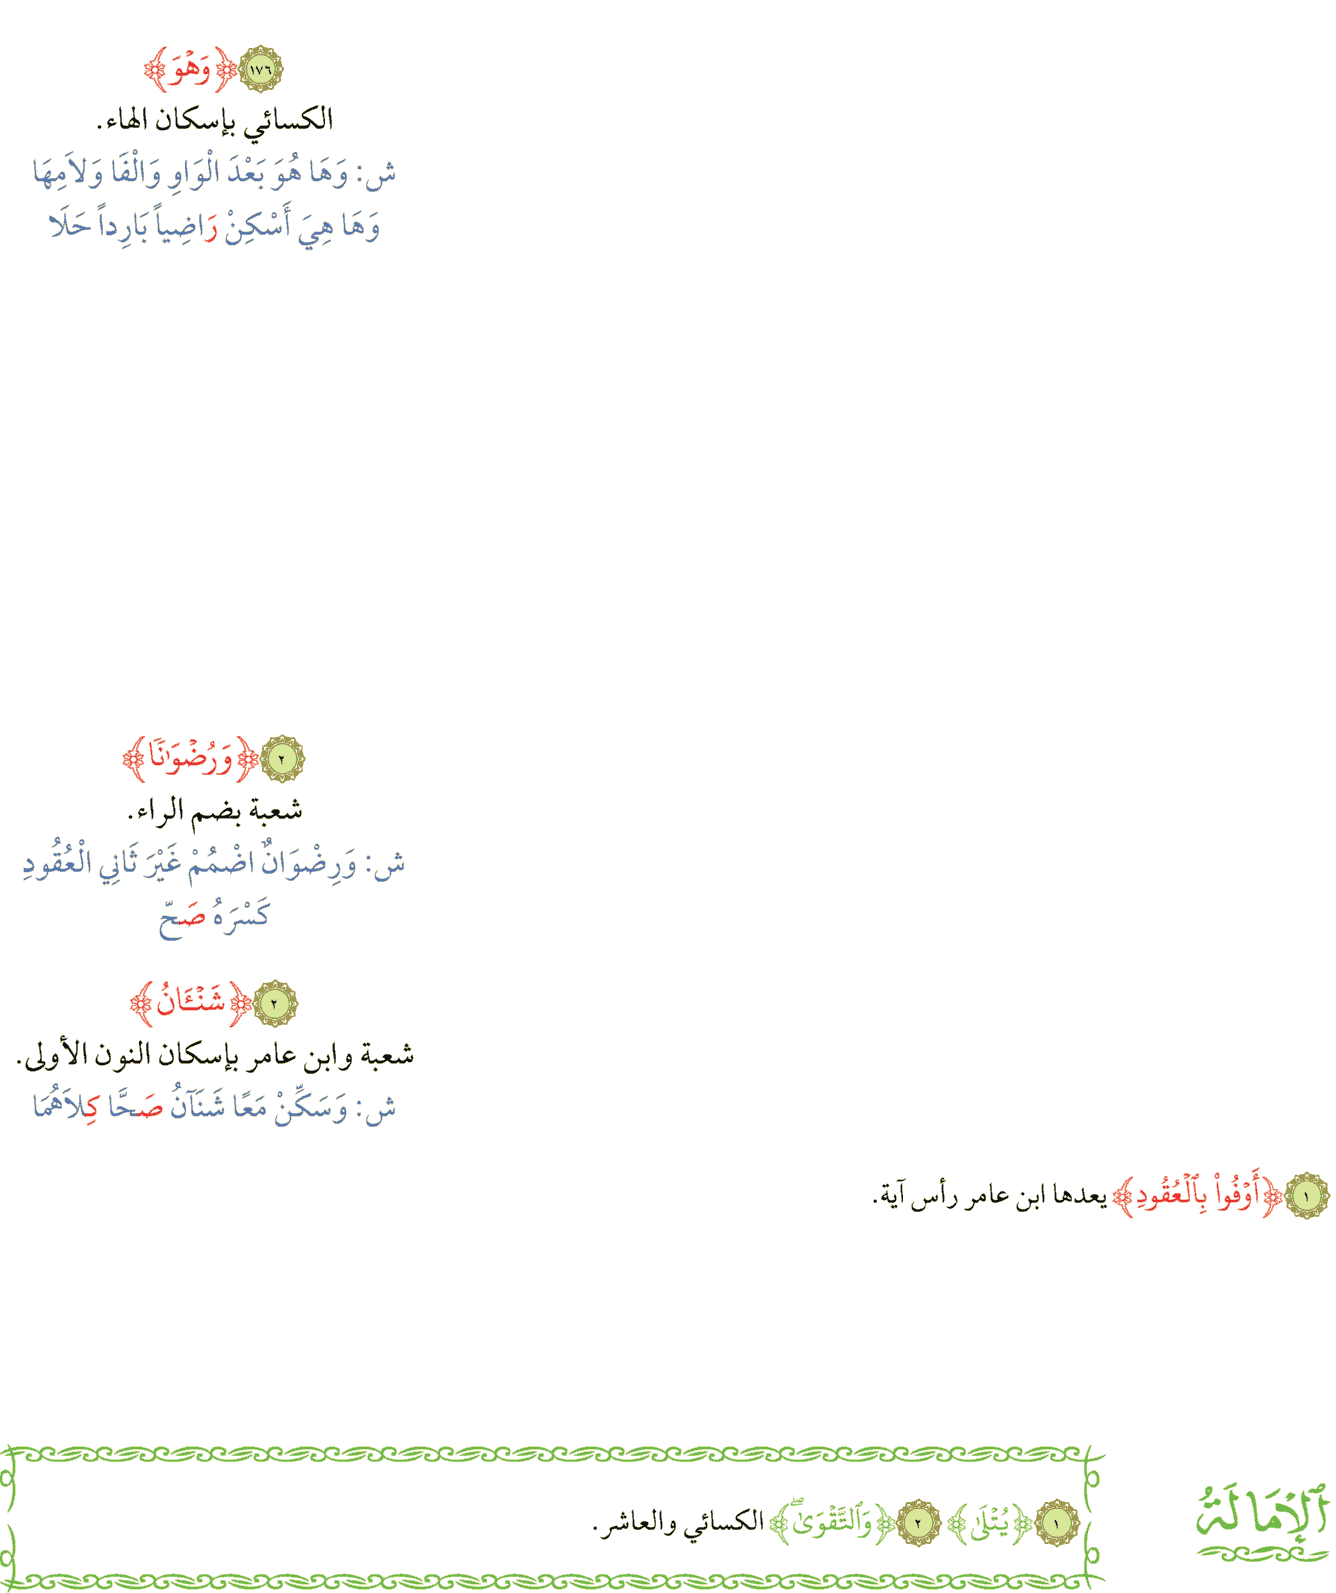 ١٧٦ ﴿وَهْوَ﴾
الكسائي بإسكان الهاء.
ش: وَهَا هُوَ بَعْدَ الْوَاوِ وَالْفَا وَلاَمِهَا
وَهَا هِيَ أَسْكِنْ رَاضِياً بَارِداً حَلَا
٢ ﴿وَرُضْوَٰنًا﴾
شعبة بضم الراء.
ش: وَرِضْوَانٌ اضْمُمْ غَيْرَ ثَانِي الْعُقُودِ
كَسْرَهُ صَحّ
٢ ﴿شَنْـَٔانُ﴾
شعبة وابن عامر بإسكان النون الأولى.
ش: وَسَكِّنْ مَعًا شَنَآنُ صَحَّا كِلاَهُمَا
١ ﴿أَوْفُوا۟ بِٱلْعُقُودِ﴾ يعدها ابن عامر رأس آية.
ٱلْإِمَالَةُ
١ ﴿يُتْلَىٰ﴾ ٢ ﴿وَٱلتَّقْوَىٰۖ﴾ الكسائي والعاشر.